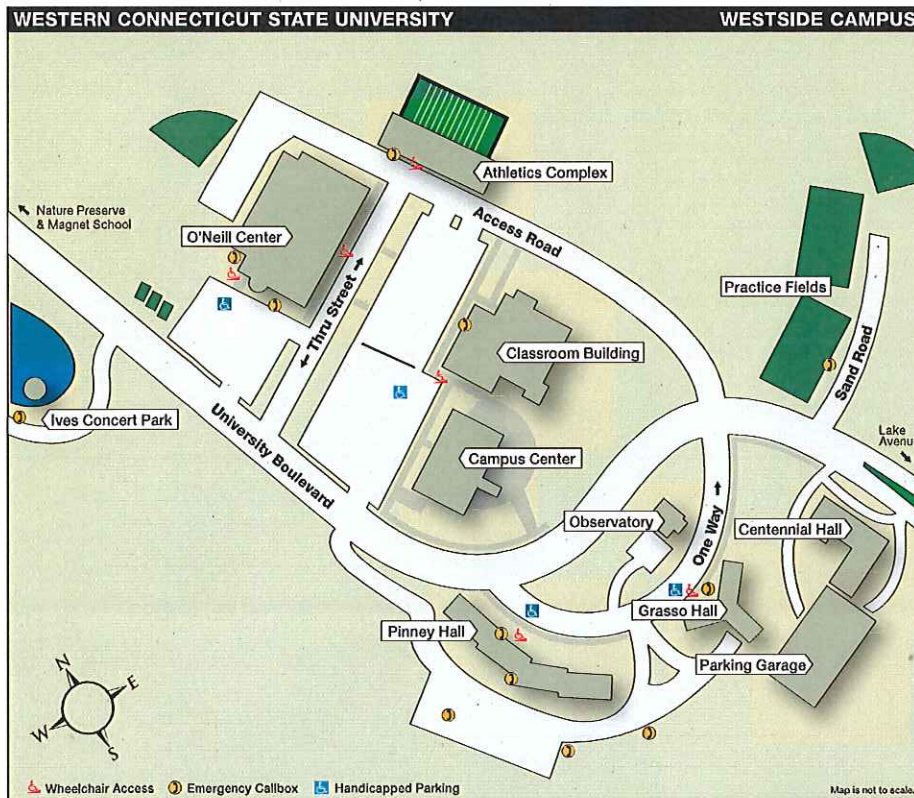 WESTERN CONNECTICUT STATE UNIVERSITY
WESTSIDE CAMPUS
Athletics Complex
Nature Preserve
& Magnet School
O'Neill Center
Access Road
Practice Fields
Thru Street
Classroom Building
Sand Road
Ives Concert Park
University Boulevard
Lake
Avenu
Campus Center
Observatory
One Way
Centennial Hall
Grasso Hall
Pinney Hall
Parking Garage
N
E
W
S
Wheelchair Access
Emergency Callbox
Handicapped Parking
Map is not to scale.